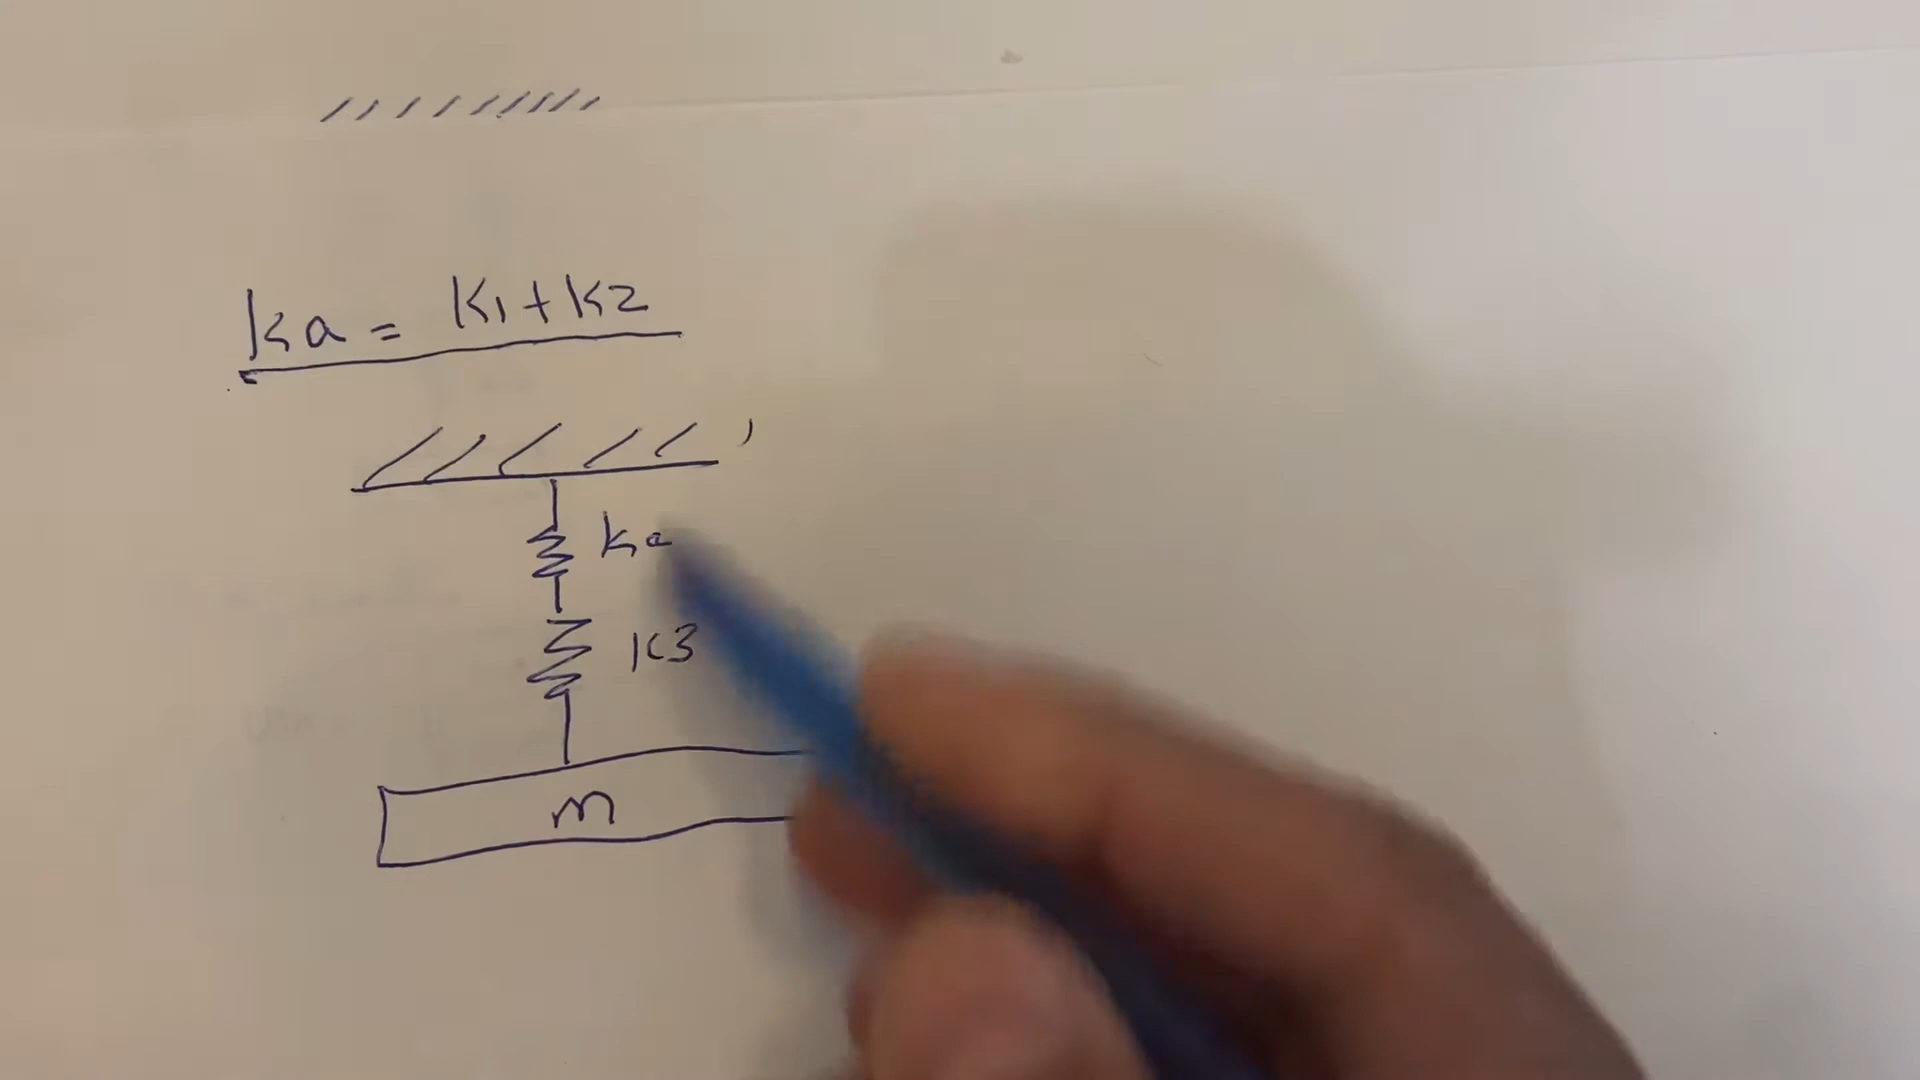 ka = k1+k2
ka
k3
m